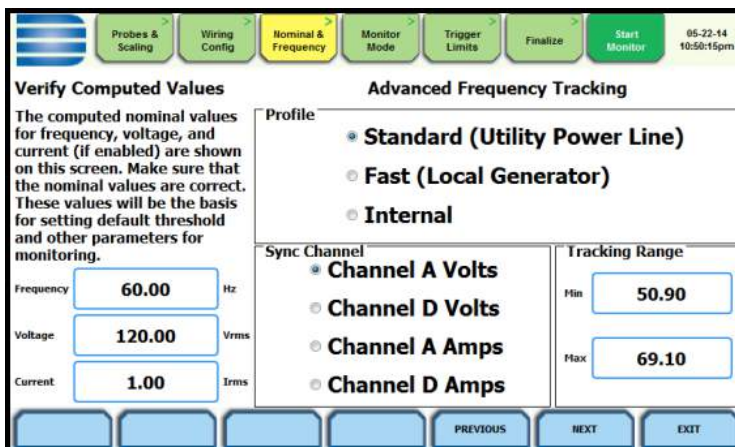 Probes &
Scaling
>
Wiring
Config
>
Nominal &
Frequency
>
Monitor
Mode
>
Trigger
Limits
>
Finalize
>
Start
Monitor
05-22-14
10:50:15pm
Verify Computed Values
The computed nominal values
for frequency, voltage, and
current (if enabled) are shown
on this screen. Make sure that
the nominal values are correct.
These values will be the basis
for setting default threshold
and other parameters for
monitoring.
Frequency 60.00 Hz
Voltage 120.00 Vrms
Current 1.00 Irms
Advanced Frequency Tracking
Profile
Standard (Utility Power Line)
Fast (Local Generator)
Internal
Sync Channel
Channel A Volts
Channel D Volts
Channel A Amps
Channel D Amps
Tracking Range
Min 50.90
Max 69.10
PREVIOUS
NEXT
EXIT